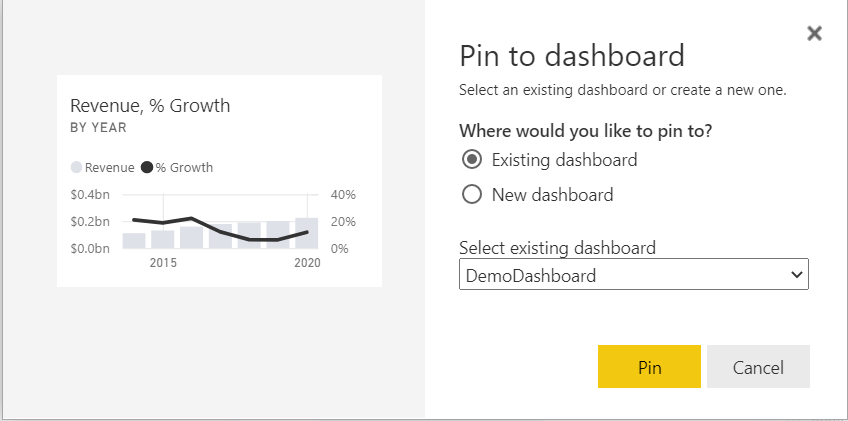 Revenue, % Growth
BY YEAR
Revenue % Growth
$0.4bn 40%
$0.2bn 20%
$0.0bn 0%
2015 2020
Pin to dashboard
Select an existing dashboard or create a new one.
Where would you like to pin to?
Existing dashboard
New dashboard
Select existing dashboard
DemoDashboard
Pin Cancel